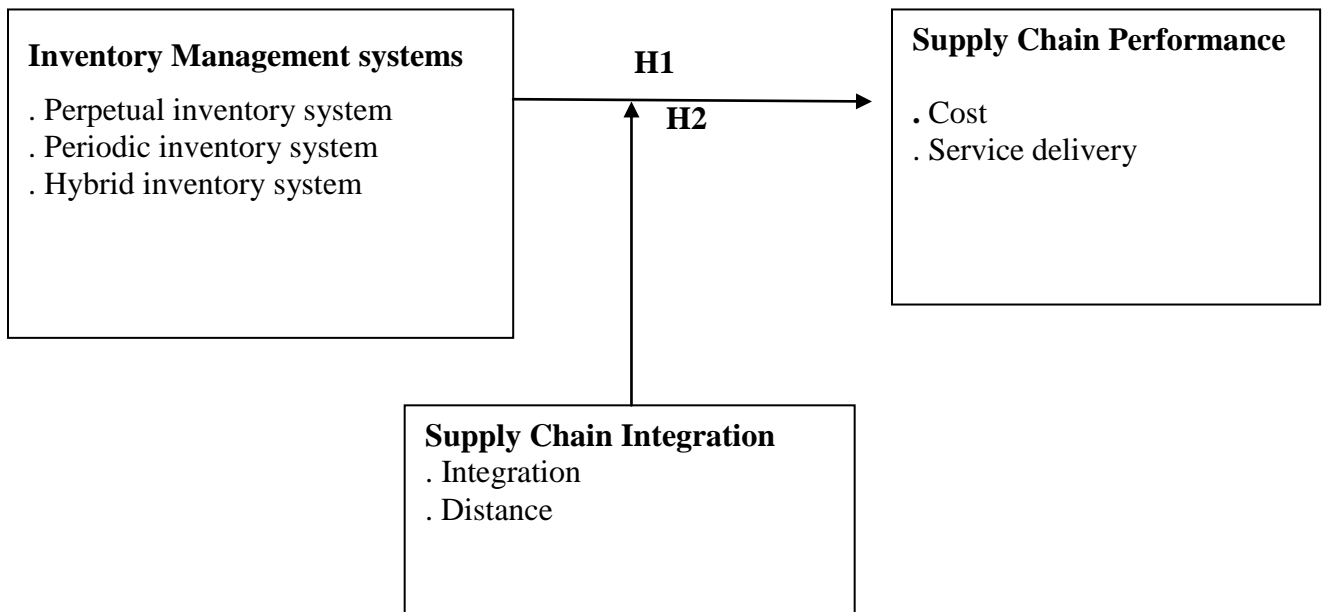 Inventory Management systems
. Perpetual inventory system
. Periodic inventory system
. Hybrid inventory system
H1
H2
Supply Chain Performance
. Cost
. Service delivery
Supply Chain Integration
. Integration
. Distance